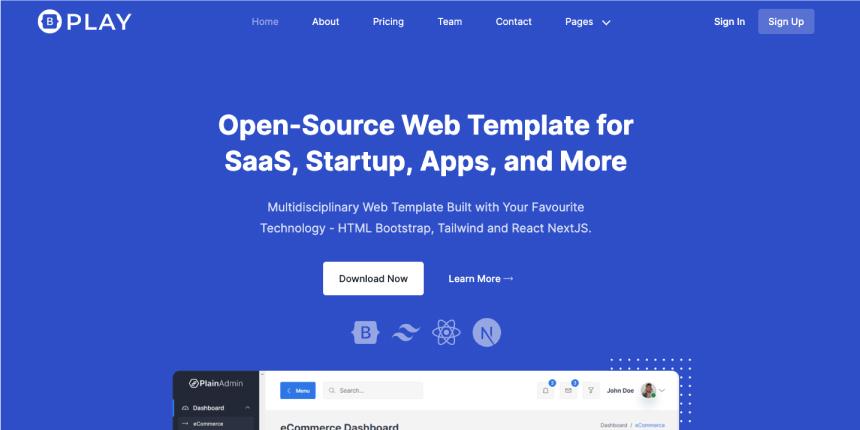 B PLAY
Home About Pricing Team Contact Pages Sign In Sign Up
Open-Source Web Template for
SaaS, Startup, Apps, and More
Multidisciplinary Web Template Built with Your Favourite
Technology - HTML Bootstrap, Tailwind and React NextJS.
Download Now Learn More →
B N
PlainAdmin
Menu Search... John Doe
Dashboard
eCommerce
eCommerce Dashboard
Dashboard / eCommerce